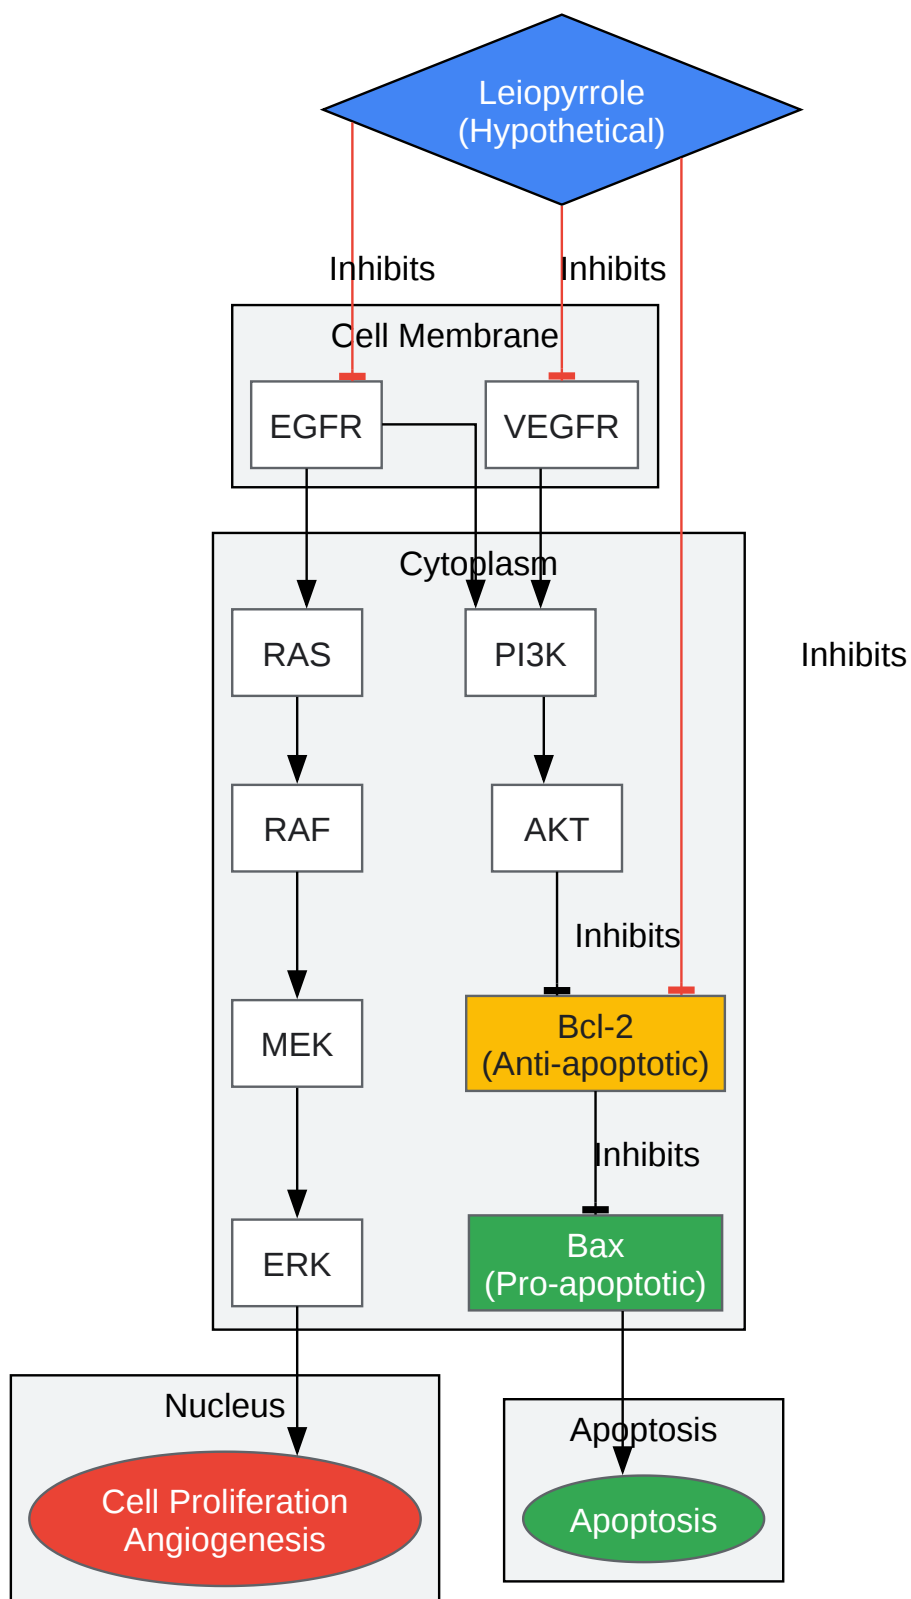 Leiopyrrole
(Hypothetical)
Inhibits
Inhibits
Cell Membrane
EGFR
VEGFR
Cytoplasm
RAS
PI3K
Inhibits
RAF
AKT
Inhibits
MEK
Bcl-2
(Anti-apoptotic)
Inhibits
ERK
Bax
(Pro-apoptotic)
Nucleus
Apoptosis
Cell Proliferation
Angiogenesis
Apoptosis